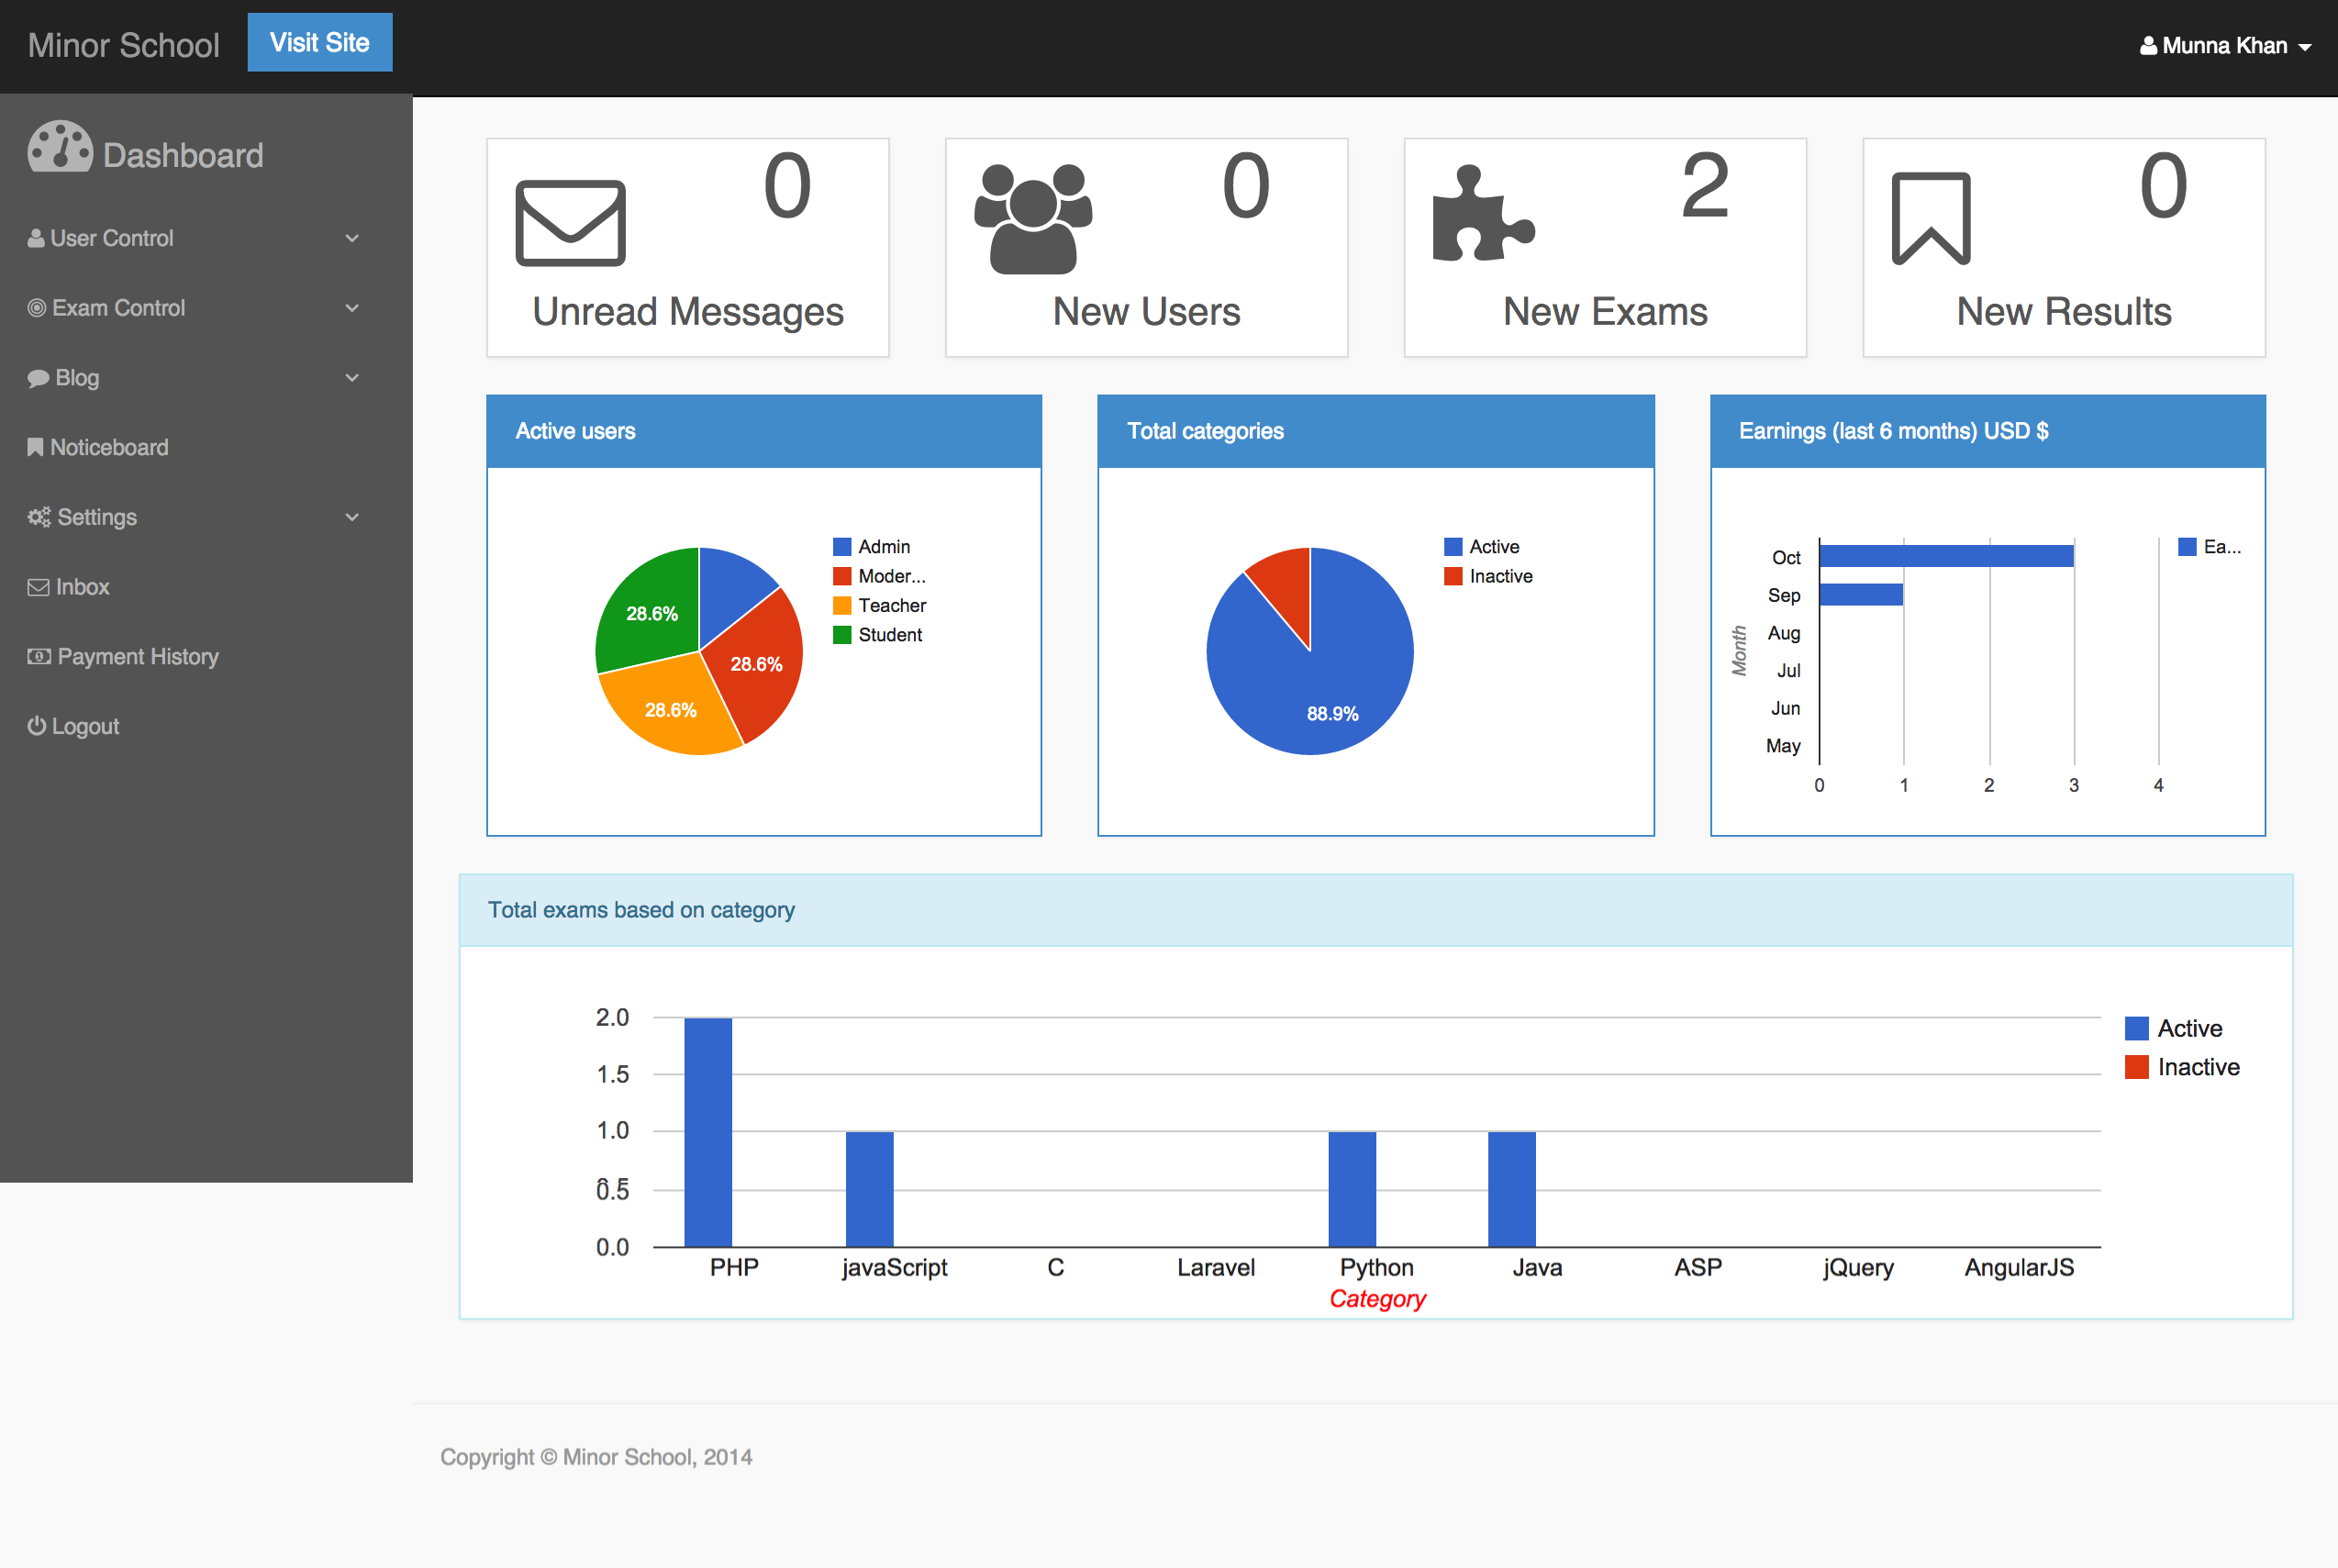 Minor School
Visit Site
Munna Khan
Dashboard
User Control
Exam Control
Blog
Noticeboard
Settings
Inbox
Payment History
Logout
0
Unread Messages
0
New Users
2
New Exams
0
New Results
Active users
Admin
Moder...
Teacher
Student
28.6%
28.6%
28.6%
Total categories
Active
Inactive
88.9%
Earnings (last 6 months) USD $
Ea...
Month
Oct
Sep
Aug
Jul
Jun
May
0 1 2 3 4
Total exams based on category
2.0
1.5
1.0
0.5
0.0
Active
Inactive
PHP javaScript C Laravel Python Java ASP jQuery AngularJS
Category
Copyright © Minor School, 2014